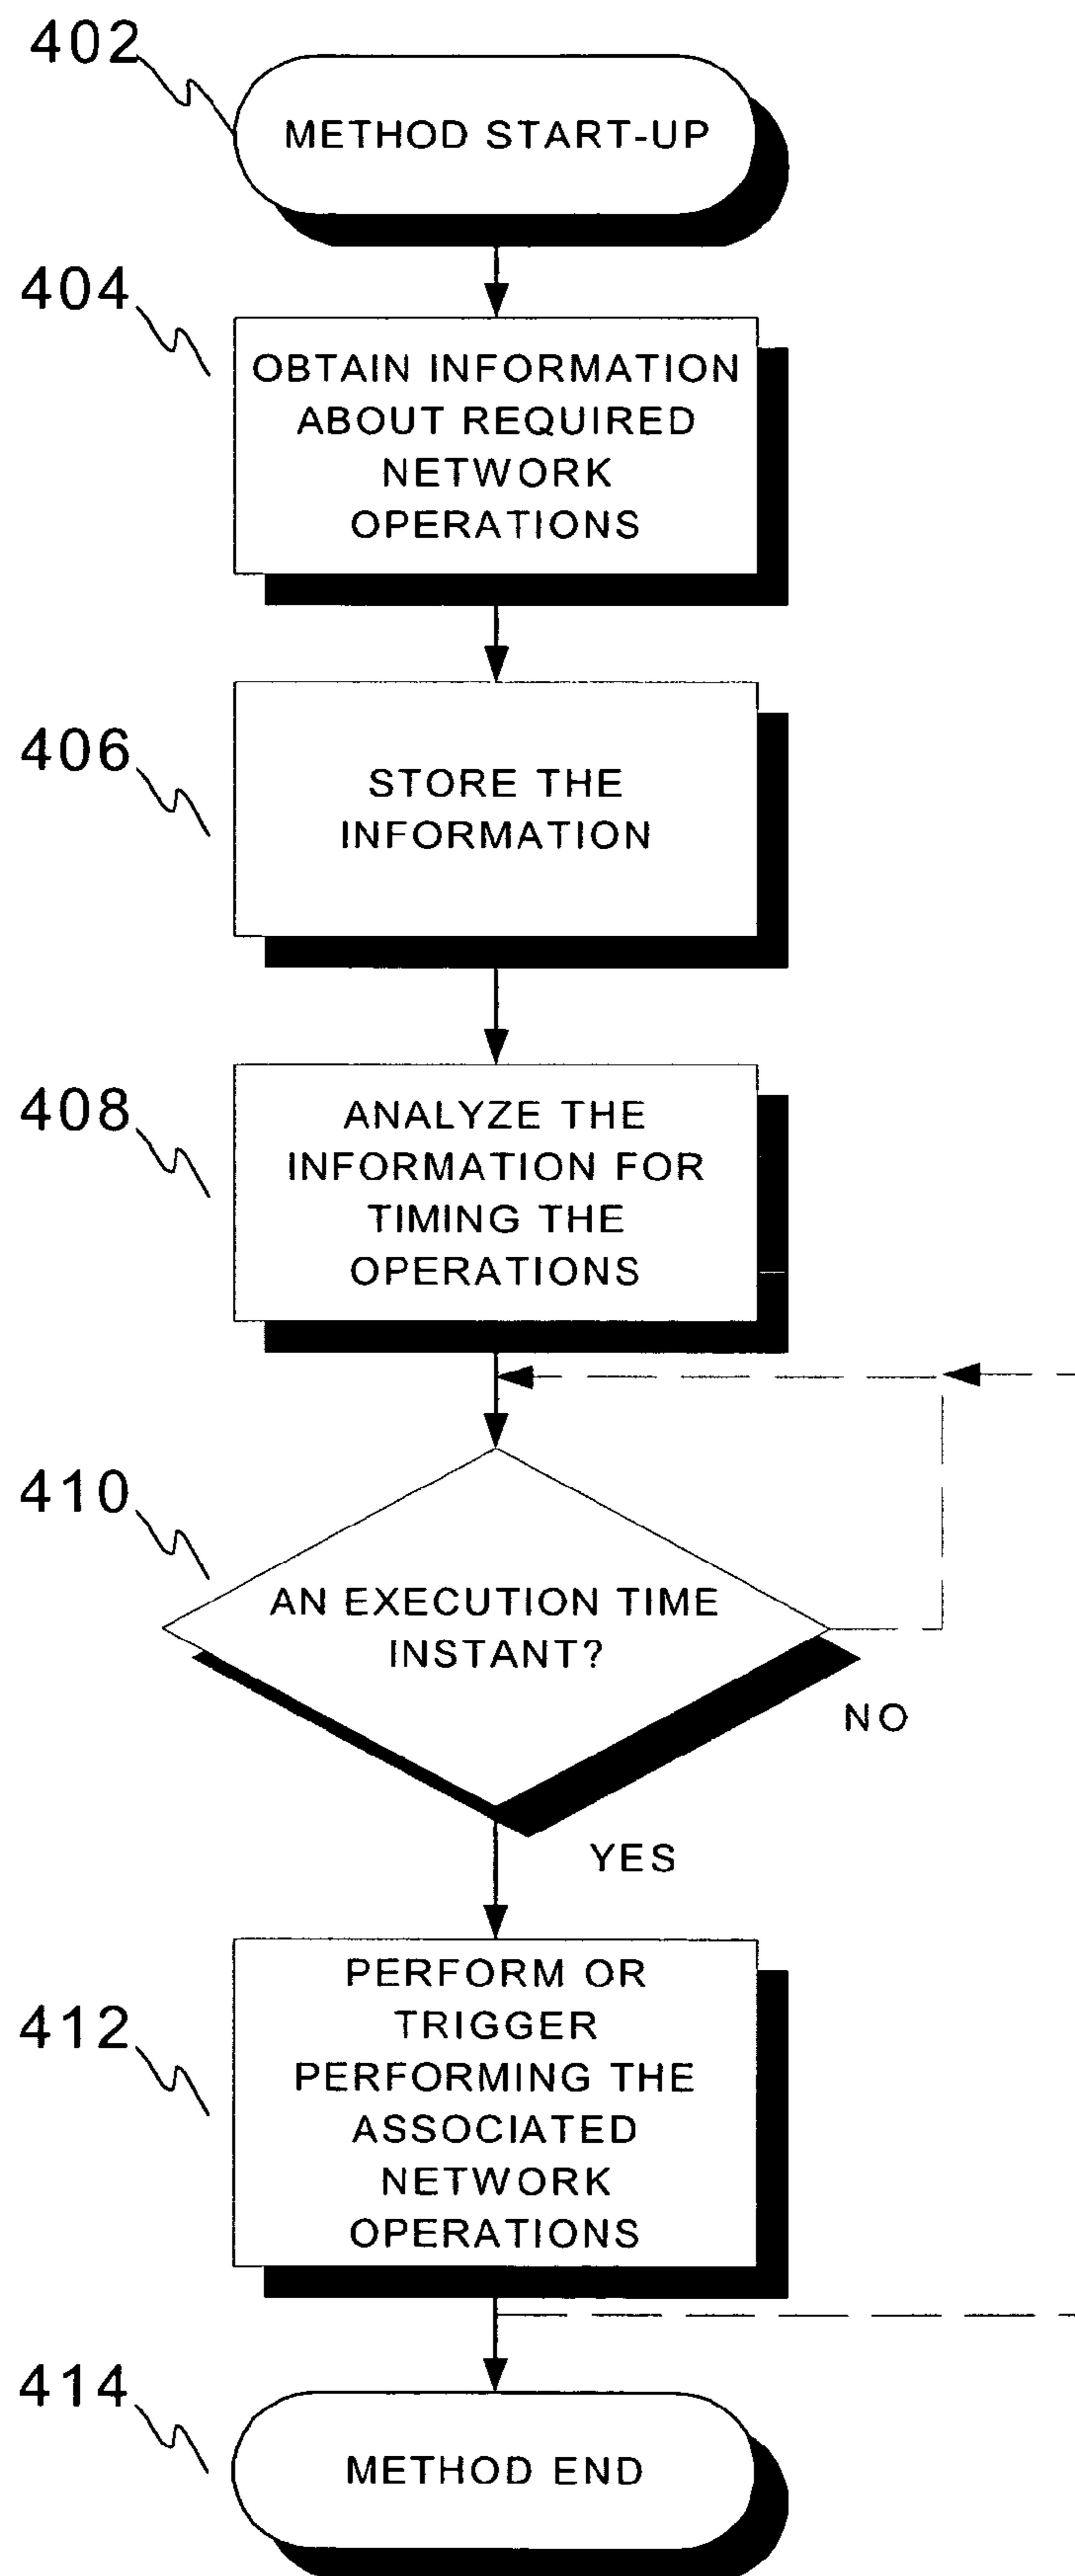 402
METHOD START-UP
404
OBTAIN INFORMATION
ABOUT REQUIRED
NETWORK
OPERATIONS
406
STORE THE
INFORMATION
408
ANALYZE THE
INFORMATION FOR
TIMING THE
OPERATIONS
410
AN EXECUTION TIME
INSTANT?
NO
YES
412
PERFORM OR
TRIGGER
PERFORMING THE
ASSOCIATED
NETWORK
OPERATIONS
414
METHOD END